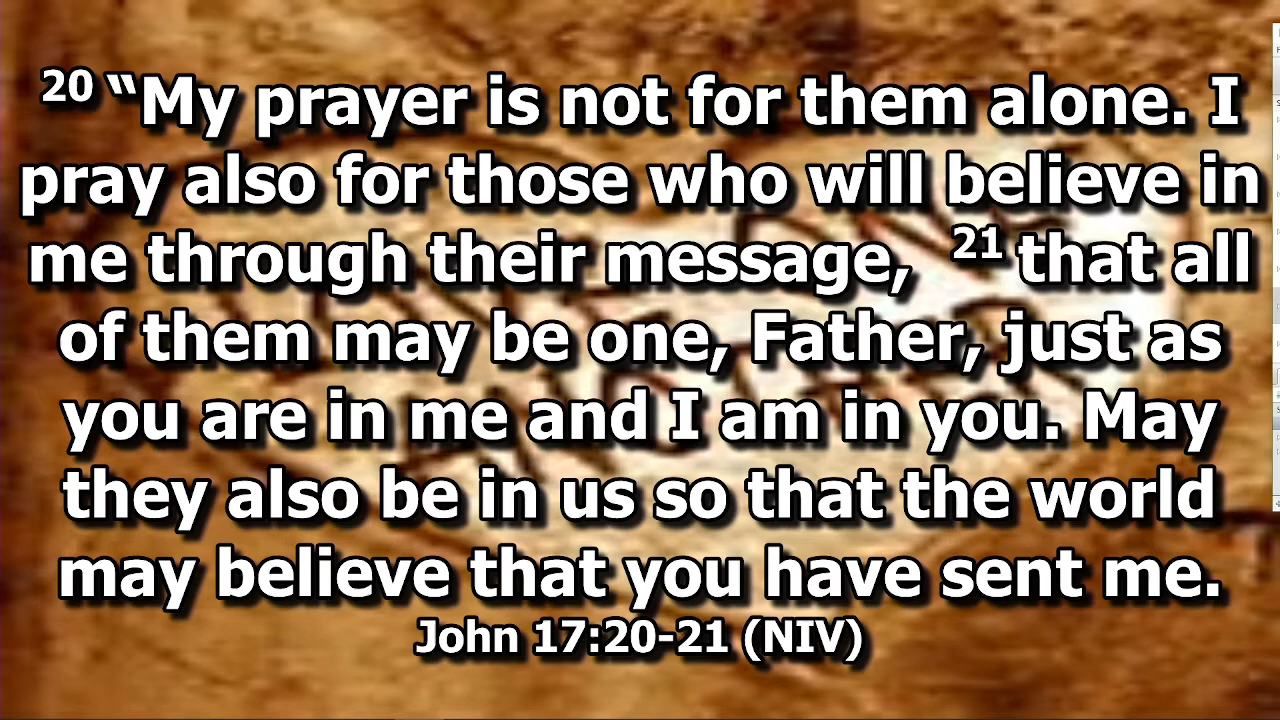 20 “My prayer is not for them alone. I
pray also for those who will believe in
me through their message, 21 that all
of them may be one, Father, just as
you are in me and I am in you. May
they also be in us so that the world
may believe that you have sent me.
John 17:20-21 (NIV)
LOVE ONE
ANOTHER